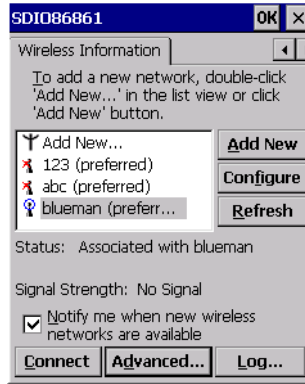 SDIO86861 OK ×
Wireless Information
To add a new network, double-click
'Add New...' in the list view or click
'Add New' button.
Add New...
123 (preferred)
abc (preferred)
blueman (preferr...
Add New
Configure
Refresh
Status: Associated with blueman
Signal Strength: No Signal
Notify me when new wireless
networks are available
Connect Advanced... Log...